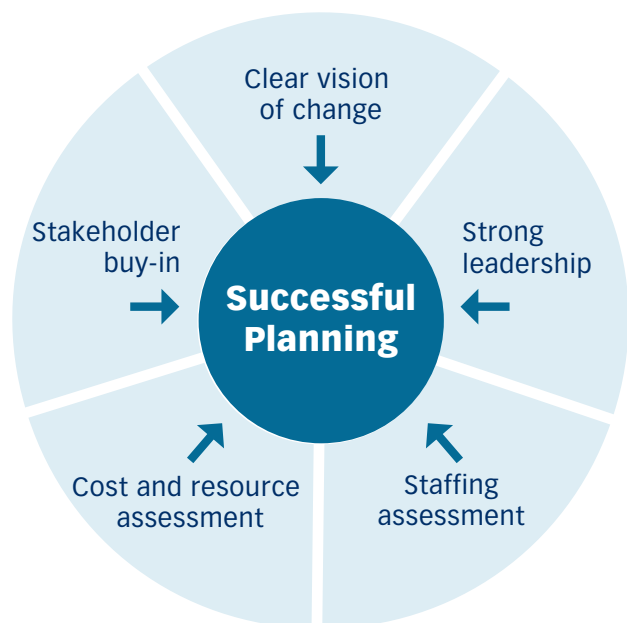 Clear vision
of change
Stakeholder
buy-in
Strong
leadership
Successful
Planning
Cost and resource
assessment
Staffing
assessment